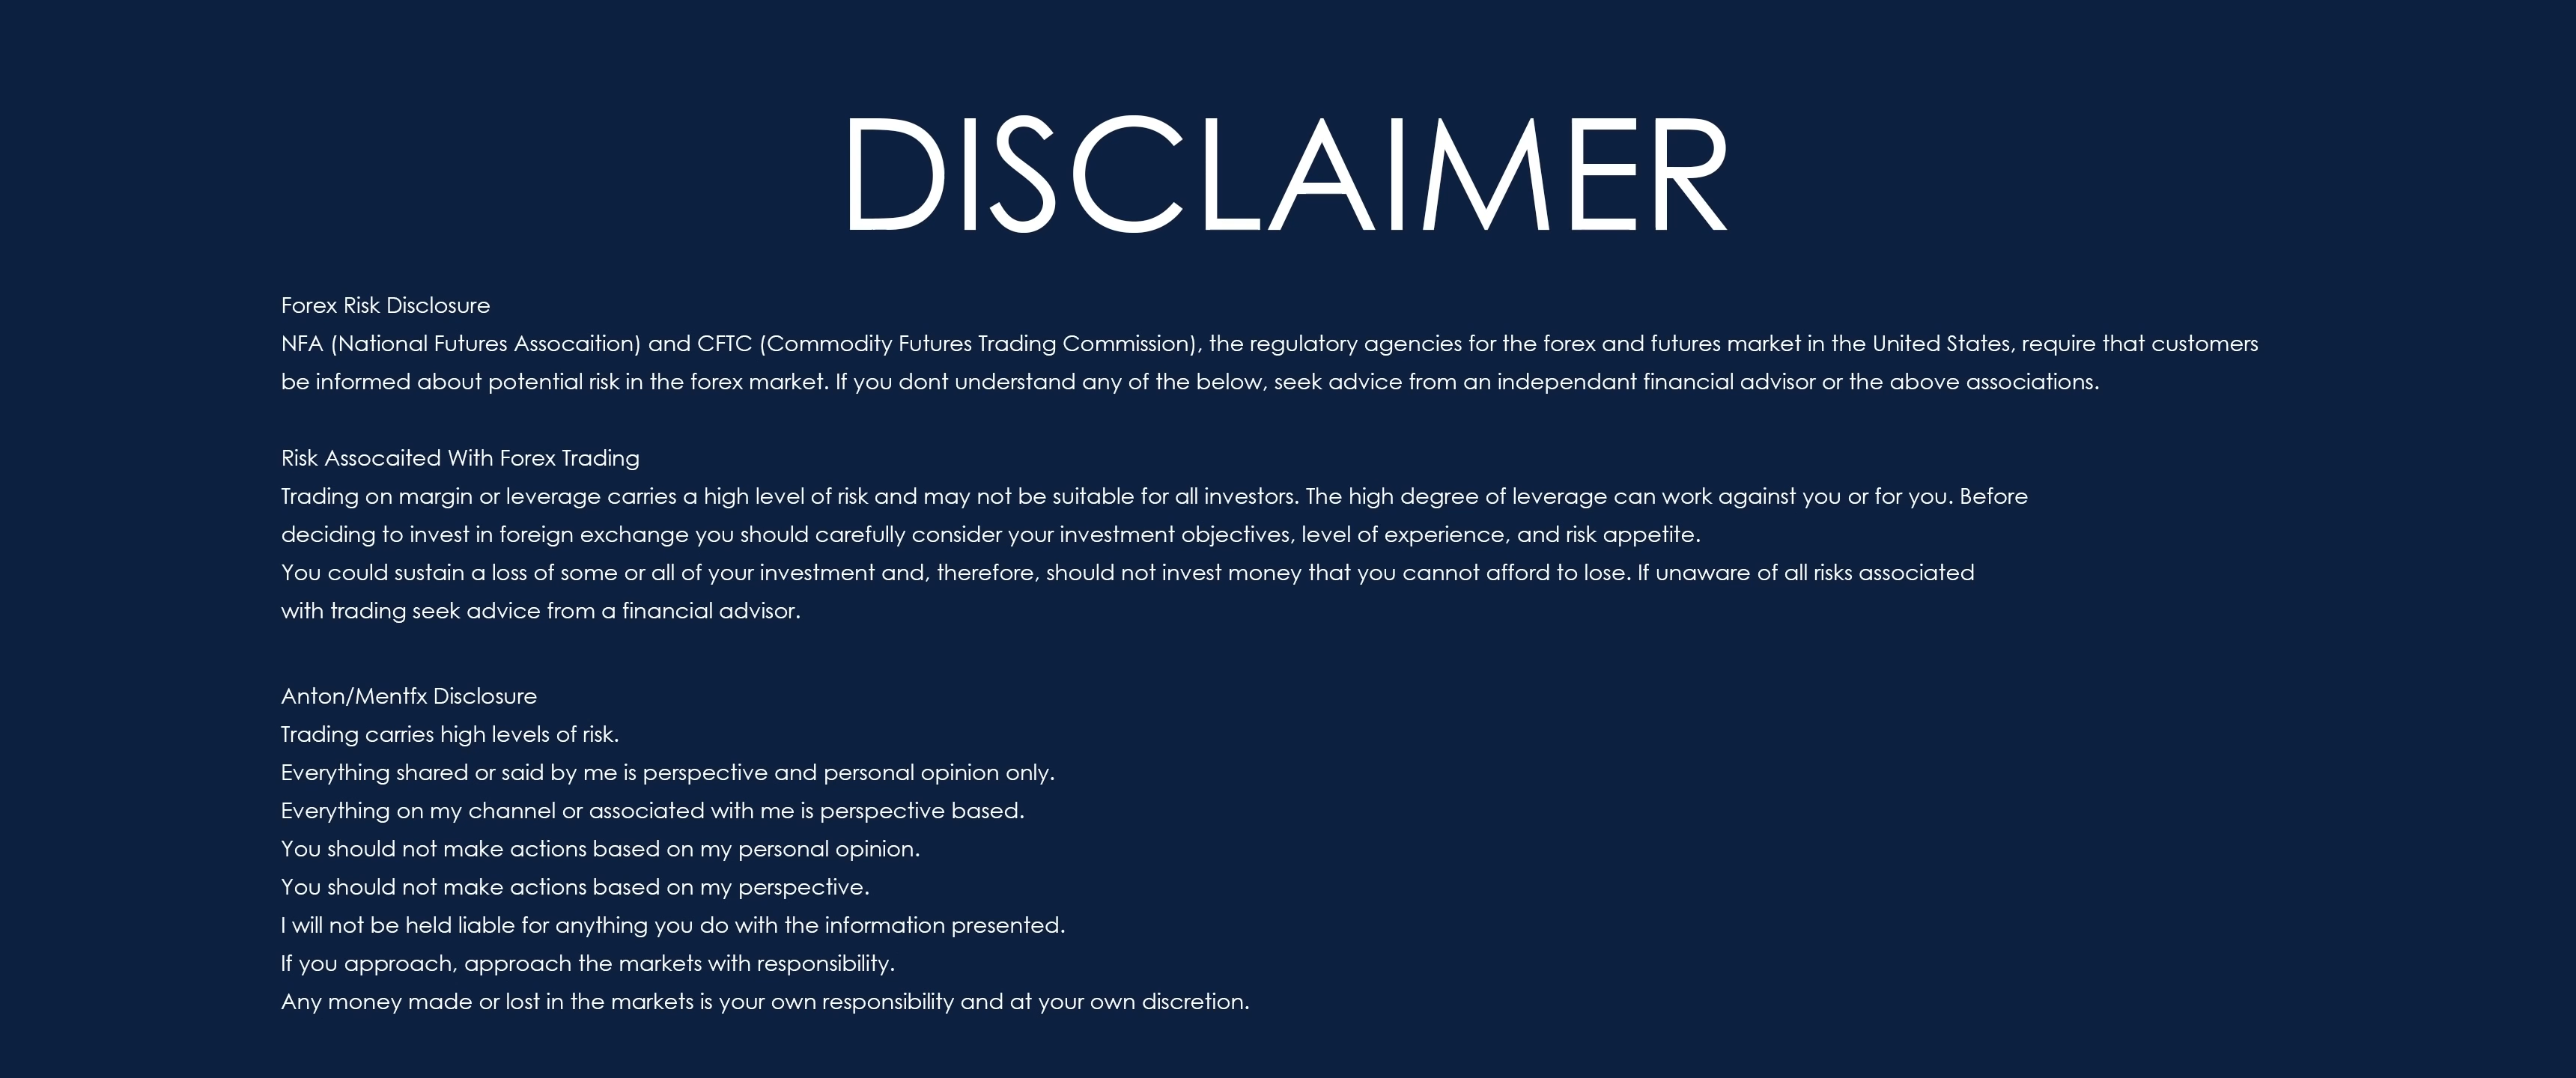 DISCLAIMER
Forex Risk Disclosure
NFA (National Futures Assocaition) and CFTC (Commodity Futures Trading Commission), the regulatory agencies for the forex and futures market in the United States, require that customers
be informed about potential risk in the forex market. If you dont understand any of the below, seek advice from an independant financial advisor or the above associations.
Risk Assocaited With Forex Trading
Trading on margin or leverage carries a high level of risk and may not be suitable for all investors. The high degree of leverage can work against you or for you. Before
deciding to invest in foreign exchange you should carefully consider your investment objectives, level of experience, and risk appetite.
You could sustain a loss of some or all of your investment and, therefore, should not invest money that you cannot afford to lose. If unaware of all risks associated
with trading seek advice from a financial advisor.
Anton/Mentfx Disclosure
Trading carries high levels of risk.
Everything shared or said by me is perspective and personal opinion only.
Everything on my channel or associated with me is perspective based.
You should not make actions based on my personal opinion.
You should not make actions based on my perspective.
I will not be held liable for anything you do with the information presented.
If you approach, approach the markets with responsibility.
Any money made or lost in the markets is your own responsibility and at your own discretion.